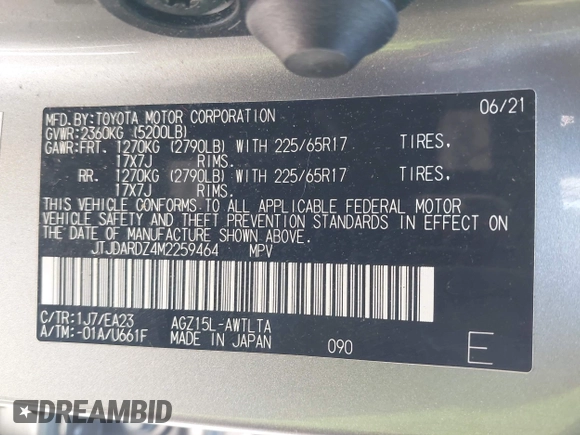 MFD.BY:TOYOTA MOTOR CORPORATION 06/21
GVWR:2360KG (5200LB)
GAWR:FRT. 1270KG (2790LB) WITH 225/65R17 TIRES.
17X7J RIMS.
RR. 1270KG (2790LB) WITH 225/65R17 TIRES.
17X7J RIMS.
THIS VEHICLE CONFORMS TO ALL APPLICABLE FEDERAL MOTOR
VEHICLE SAFETY AND THEFT PREVENTION STANDARDS IN EFFECT ON
THE DATE OF MANUFACTURE SHOWN ABOVE.
JTJDARDZ4M2259464 MPV
C/TR:1J7/EA23 AGZ15L-AWTLTA
A/TM:-01A/U661F MADE IN JAPAN 090 E
DREAMBID